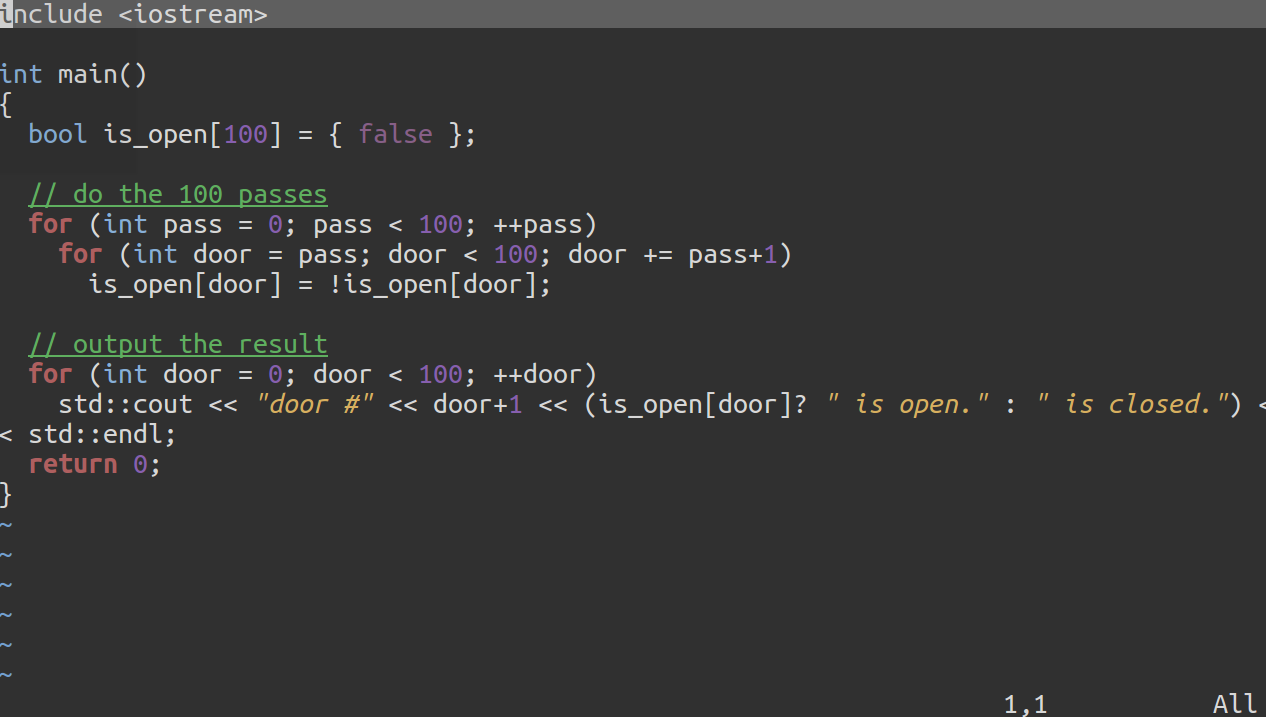 include <iostream>

int main()
{
  bool is_open[100] = { false };

  // do the 100 passes
  for (int pass = 0; pass < 100; ++pass)
    for (int door = pass; door < 100; door += pass+1)
      is_open[door] = !is_open[door];

  // output the result
  for (int door = 0; door < 100; ++door)
    std::cout << "door #" << door+1 << (is_open[door]? " is open." : " is closed.") <
< std::endl;
  return 0;
}
~
~
~
~
~
~
1,1 All